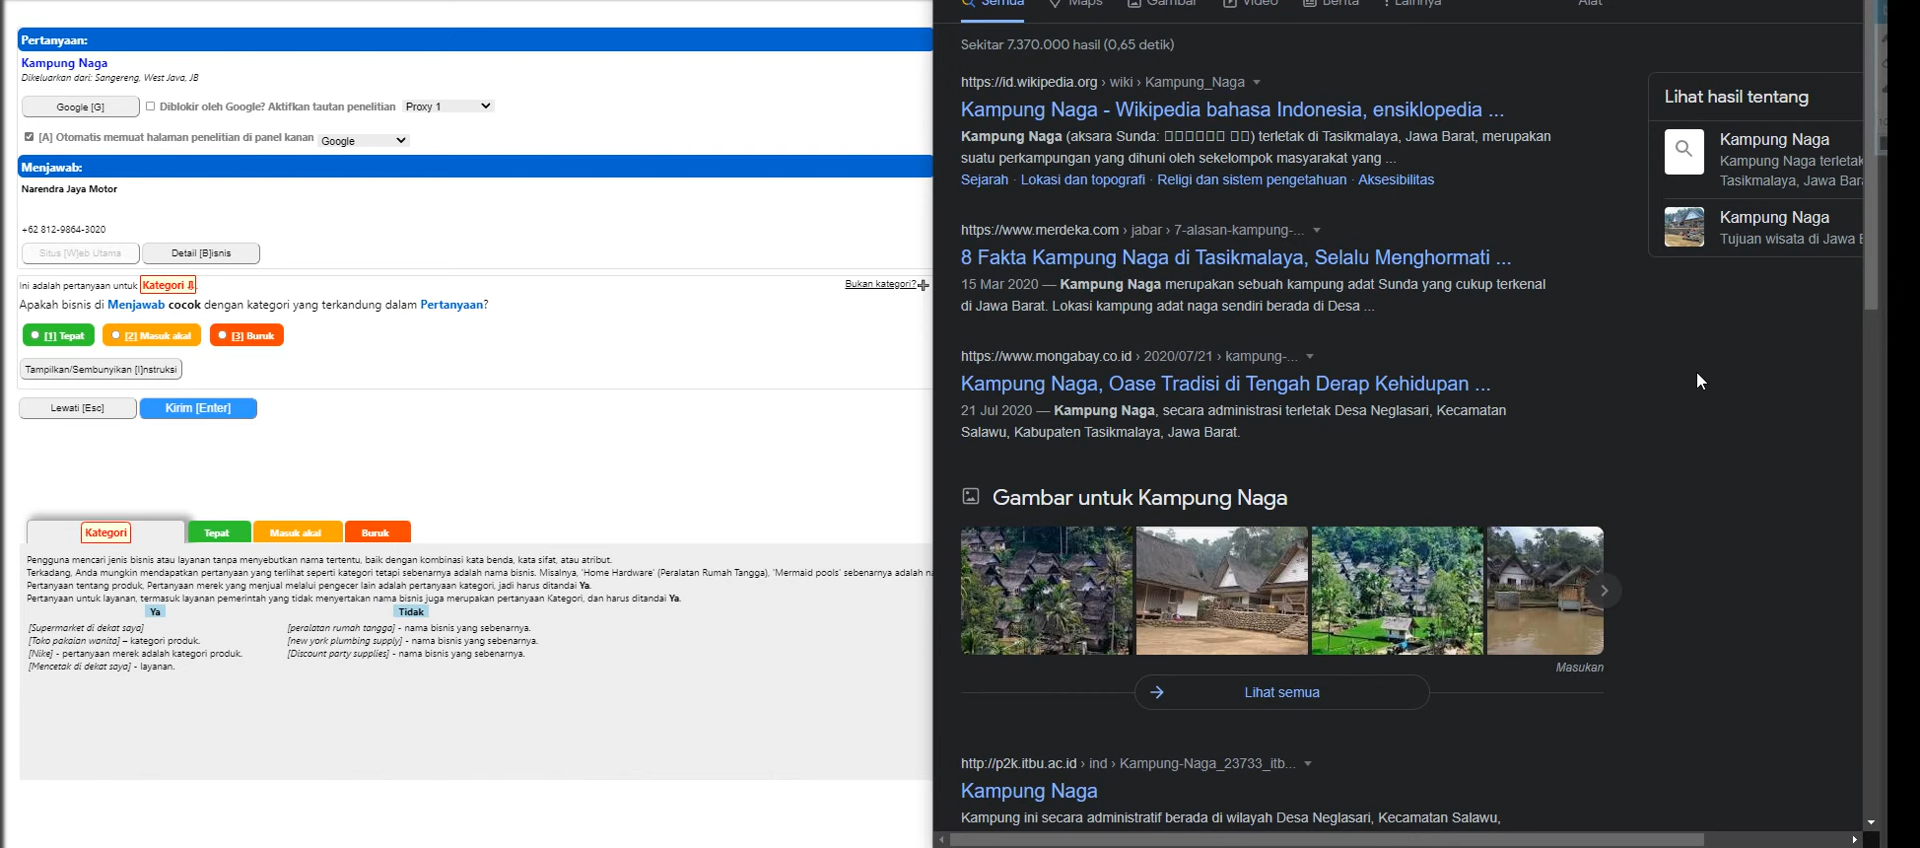 Pertanyaan:
Kampung Naga
Dikeluarkan dari: Sangereng, West Java, JB
Google [G]
Diblokir oleh Google? Aktifkan tautan penelitian
Proxy 1
[A] Otomatis memuat halaman penelitian di panel kanan
Google
Menjawab:
Narendra Jaya Motor
+62 812-9864-3020
Situs [W]eb Utama
Detail [B]isnis
Ini adalah pertanyaan untuk Kategori
Bukan kategori?
Apakah bisnis di Menjawab cocok dengan kategori yang terkandung dalam Pertanyaan?
[1] Tepat
[2] Masuk akal
[3] Buruk
Tampilkan/Sembunyikan [I]nstruksi
Lewati [Esc]
Kirim [Enter]
Kategori
Tepat
Masuk akal
Buruk
Pengguna mencari jenis bisnis atau layanan tanpa menyebutkan nama tertentu, baik dengan kombinasi kata benda, kata sifat, atau atribut.
Terkadang, Anda mungkin mendapatkan pertanyaan yang terlihat seperti kategori tetapi sebenarnya adalah nama bisnis. Misalnya, 'Home Hardware' (Peralatan Rumah Tangga), 'Mermaid pools' sebenarnya adalah na
Pertanyaan tentang produk, Pertanyaan merek yang menjual melalui pengecer lain adalah pertanyaan kategori, jadi harus ditandai Ya.
Pertanyaan untuk layanan, termasuk layanan pemerintah yang tidak menyertakan nama bisnis juga merupakan pertanyaan Kategori, dan harus ditandai Ya.
Ya
Tidak
[Supermarket di dekat saya]
[Toko pakaian wanita] – kategori produk.
[Nike] - pertanyaan merek adalah kategori produk.
[Mencetak di dekat saya] - layanan.
[peralatan rumah tangga] - nama bisnis yang sebenarnya.
[new york plumbing supply] - nama bisnis yang sebenarnya.
[Discount party supplies] - nama bisnis yang sebenarnya.
Semua
Maps
Gambar
Video
Berita
Lainnya
Alat
Sekitar 7.370.000 hasil (0,65 detik)
https://id.wikipedia.org › wiki › Kampung_Naga
Kampung Naga - Wikipedia bahasa Indonesia, ensiklopedia ...
Kampung Naga (aksara Sunda: ) terletak di Tasikmalaya, Jawa Barat, merupakan
suatu perkampungan yang dihuni oleh sekelompok masyarakat yang ...
Sejarah · Lokasi dan topografi · Religi dan sistem pengetahuan · Aksesibilitas
https://www.merdeka.com › jabar › 7-alasan-kampung-...
8 Fakta Kampung Naga di Tasikmalaya, Selalu Menghormati ...
15 Mar 2020 — Kampung Naga merupakan sebuah kampung adat Sunda yang cukup terkenal
di Jawa Barat. Lokasi kampung adat naga sendiri berada di Desa ...
https://www.mongabay.co.id › 2020/07/21 › kampung-...
Kampung Naga, Oase Tradisi di Tengah Derap Kehidupan ...
21 Jul 2020 — Kampung Naga, secara administrasi terletak Desa Neglasari, Kecamatan
Salawu, Kabupaten Tasikmalaya, Jawa Barat.
Gambar untuk Kampung Naga
Masukan
Lihat semua
http://p2k.itbu.ac.id › ind › Kampung-Naga_23733_itb...
Kampung Naga
Kampung ini secara administratif berada di wilayah Desa Neglasari, Kecamatan Salawu,
Lihat hasil tentang
Kampung Naga
Kampung Naga terletak
Tasikmalaya, Jawa Bara
Kampung Naga
Tujuan wisata di Jawa B